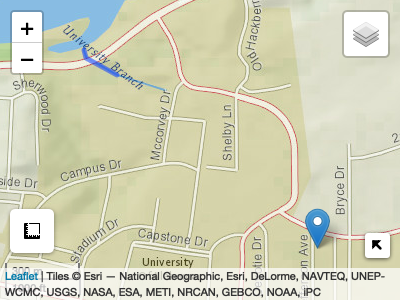 +
University Branch
Old Hackberr
−
Sherwood Dr
Mccorvey Dr
Shelby Ln
2
Campus Dr
side Dr
Bryce Dr
Stadium Dr
Capstone Dr
University
Leaflet | Tiles © Esri — National Geographic, Esri, DeLorme, NAVTEQ, UNEP-
WCMC, USGS, NASA, ESA, METI, NRCAN, GEBCO, NOAA, iPC